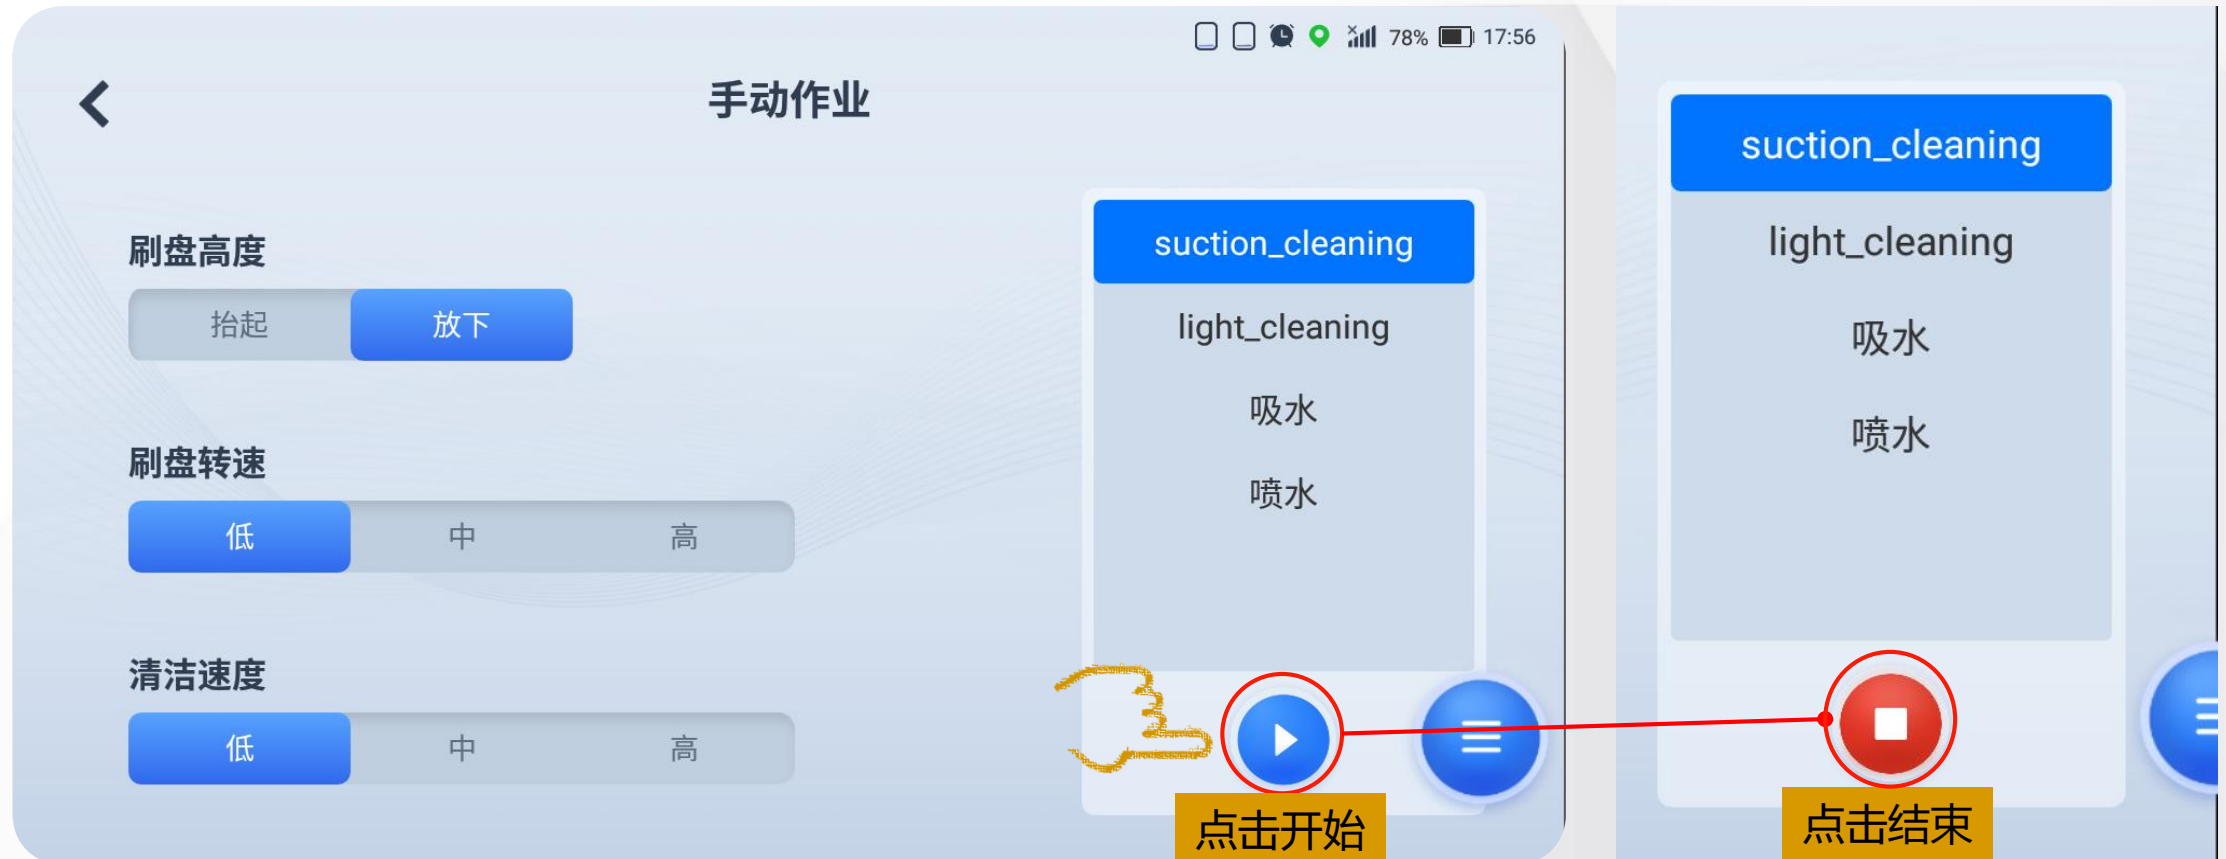 78% 17:56
手动作业
刷盘高度
抬起 放下
刷盘转速
低 中 高
清洁速度
低 中 高
suction_cleaning
light_cleaning
吸水
喷水
点击开始
suction_cleaning
light_cleaning
吸水
喷水
点击结束